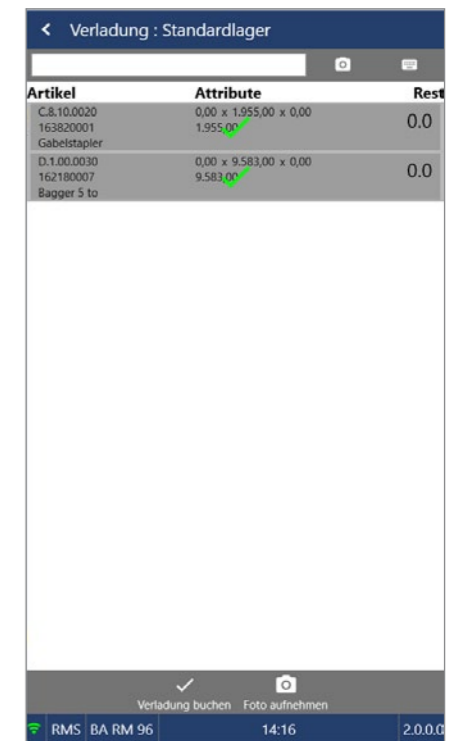 Verladung : Standardlager
Artikel Attribute Rest
C.8.10.0020 0,00 x 1.955,00 x 0,00 0.0
163820001 1.955,00
Gabelstapler
D.1.00.0030 0,00 x 9.583,00 x 0,00 0.0
162180007 9.583,00
Bagger 5 to
Verladung buchen Foto aufnehmen
RMS BA RM 96 14:16 2.0.0.0